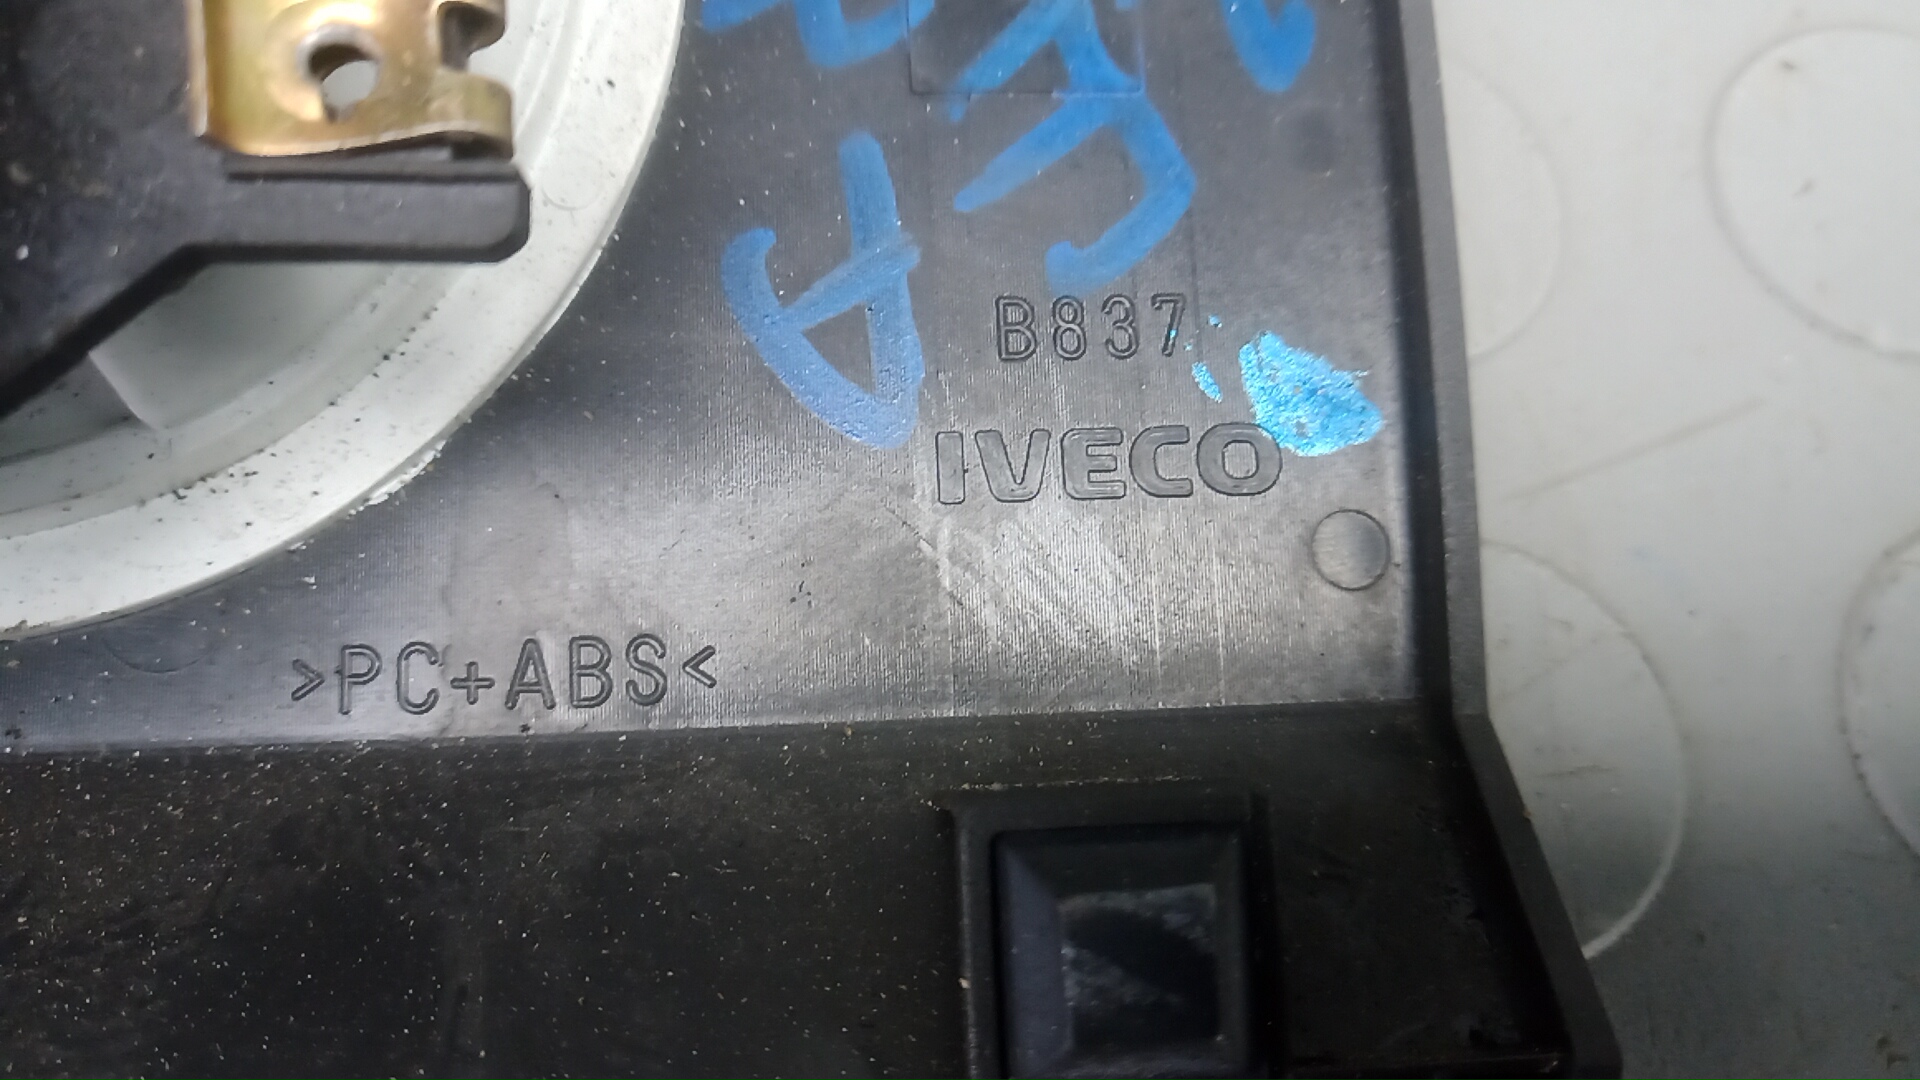 B837
IVECO
>PC+ABS<